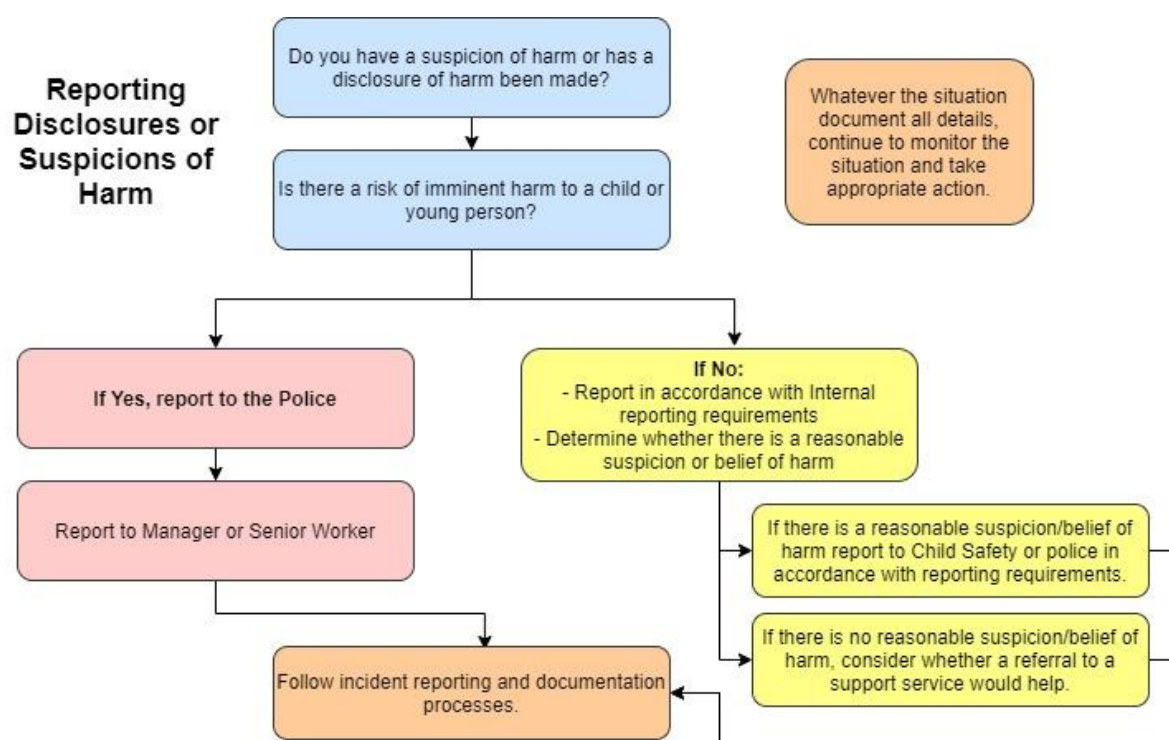 Reporting
Disclosures or
Suspicions of
Harm
Do you have a suspicion of harm or has a
disclosure of harm been made?
Whatever the situation
document all details,
continue to monitor the
situation and take
appropriate action.
Is there a risk of imminent harm to a child or
young person?
If Yes, report to the Police
If No:
- Report in accordance with Internal
reporting requirements
- Determine whether there is a reasonable
suspicion or belief of harm
Report to Manager or Senior Worker
If there is a reasonable suspicion/belief of
harm report to Child Safety or police in
accordance with reporting requirements.
If there is no reasonable suspicion/belief of
harm, consider whether a referral to a
support service would help.
Follow incident reporting and documentation
processes.